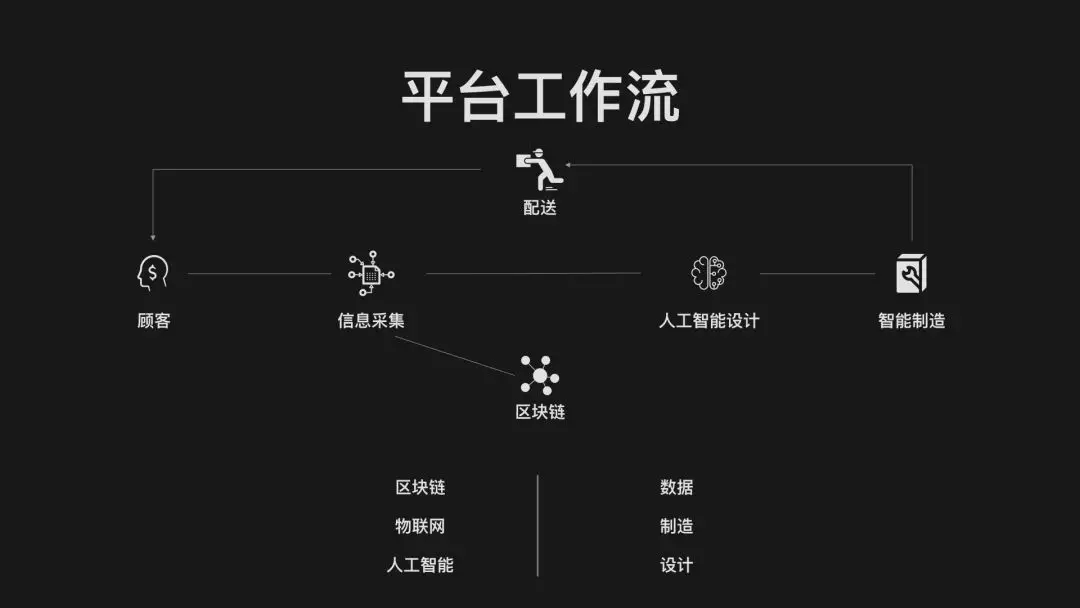 平台工作流
配送
顾客
信息采集
人工智能设计
智能制造
区块链
区块链
数据
物联网
制造
人工智能
设计